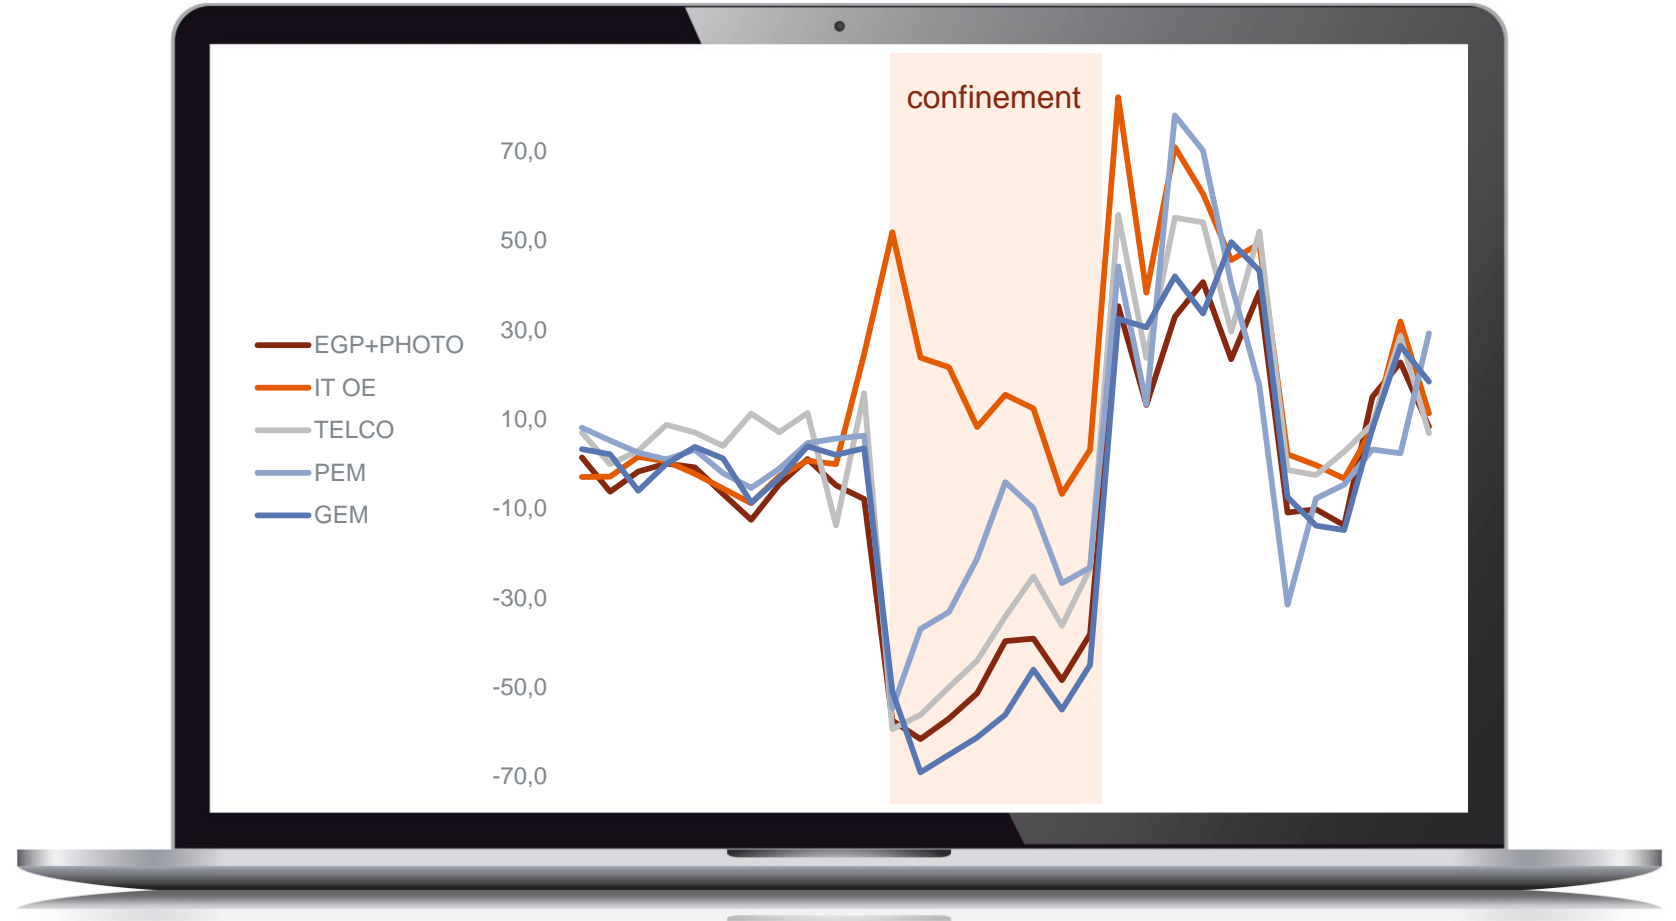 confinement
70,0
50,0
30,0
10,0
-10,0
-30,0
-50,0
-70,0
EGP+PHOTO
IT OE
TELCO
PEM
GEM